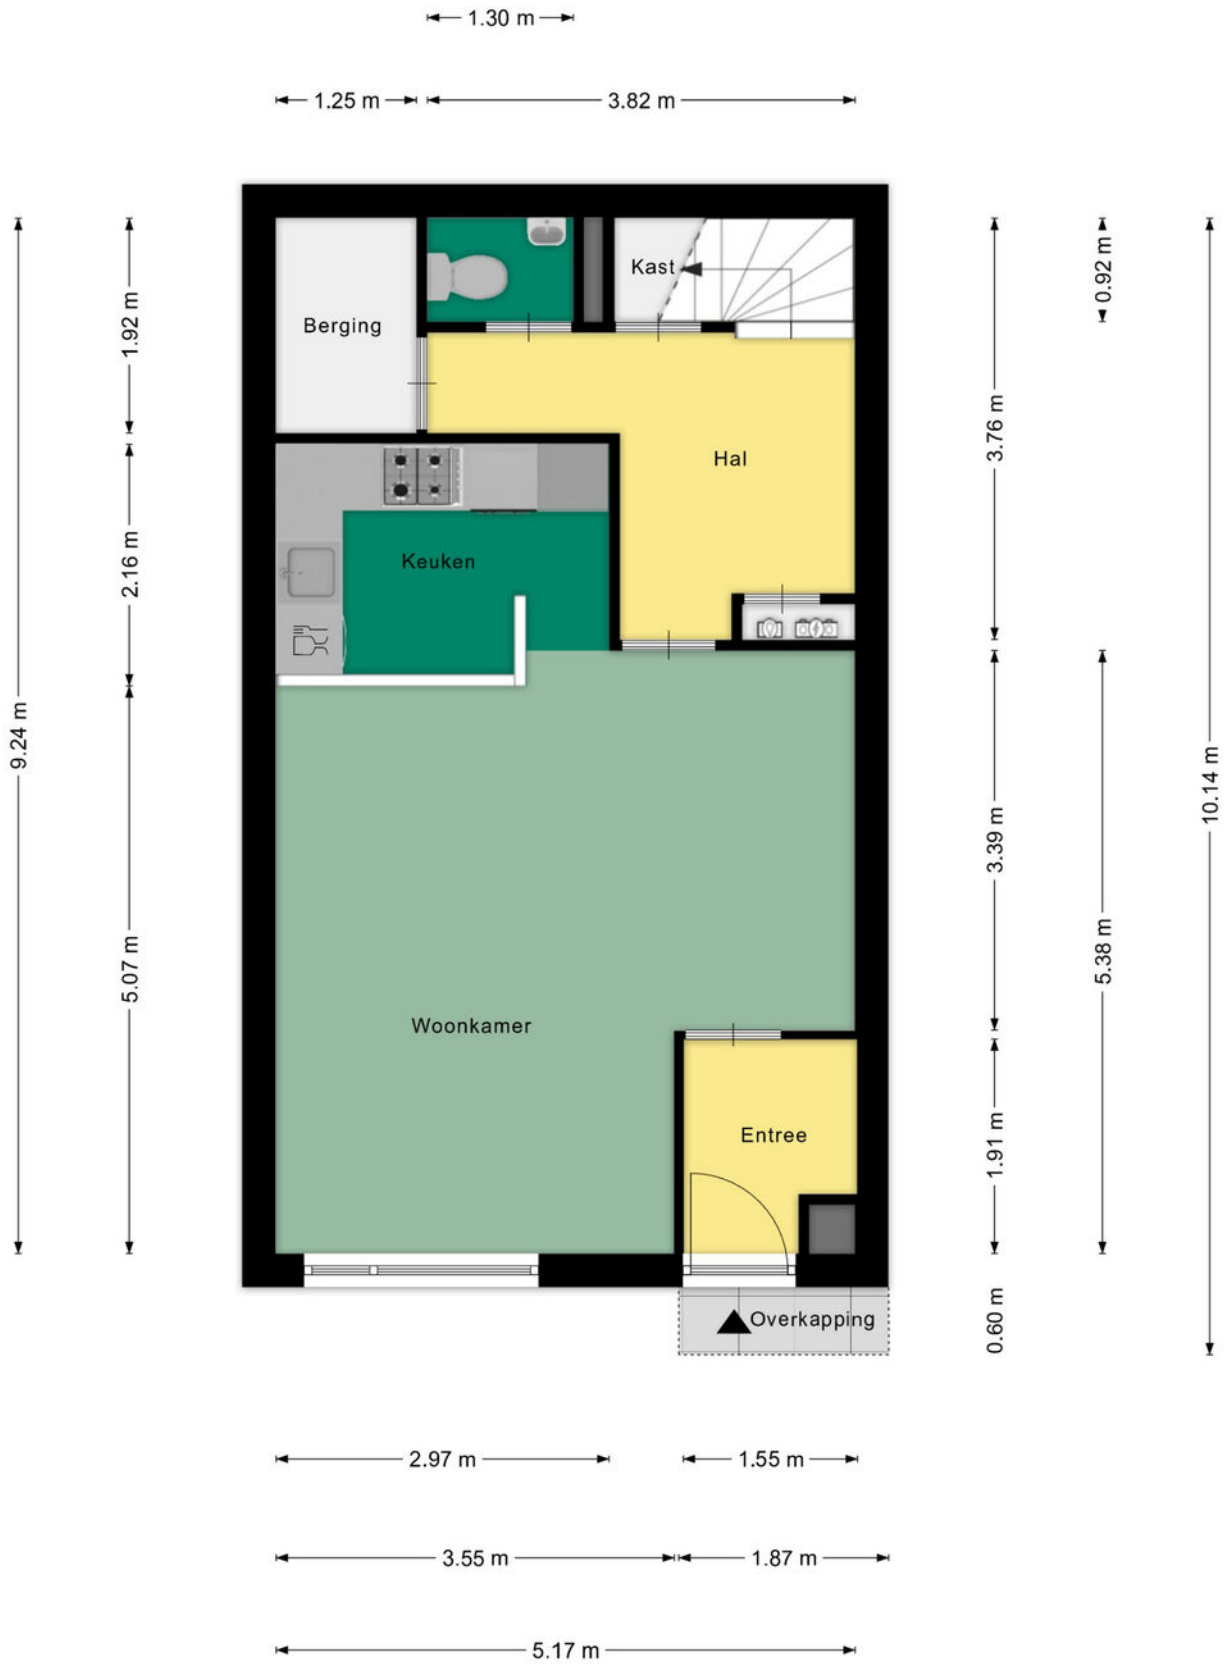 1.30 m
1.25 m
3.82 m
Berging
Kast
Hal
Keuken
Woonkamer
Entree
Overkapping
9.24 m
1.92 m
2.16 m
5.07 m
3.76 m
0.92 m
3.39 m
5.38 m
1.91 m
0.60 m
10.14 m
2.97 m
1.55 m
3.55 m
1.87 m
5.17 m